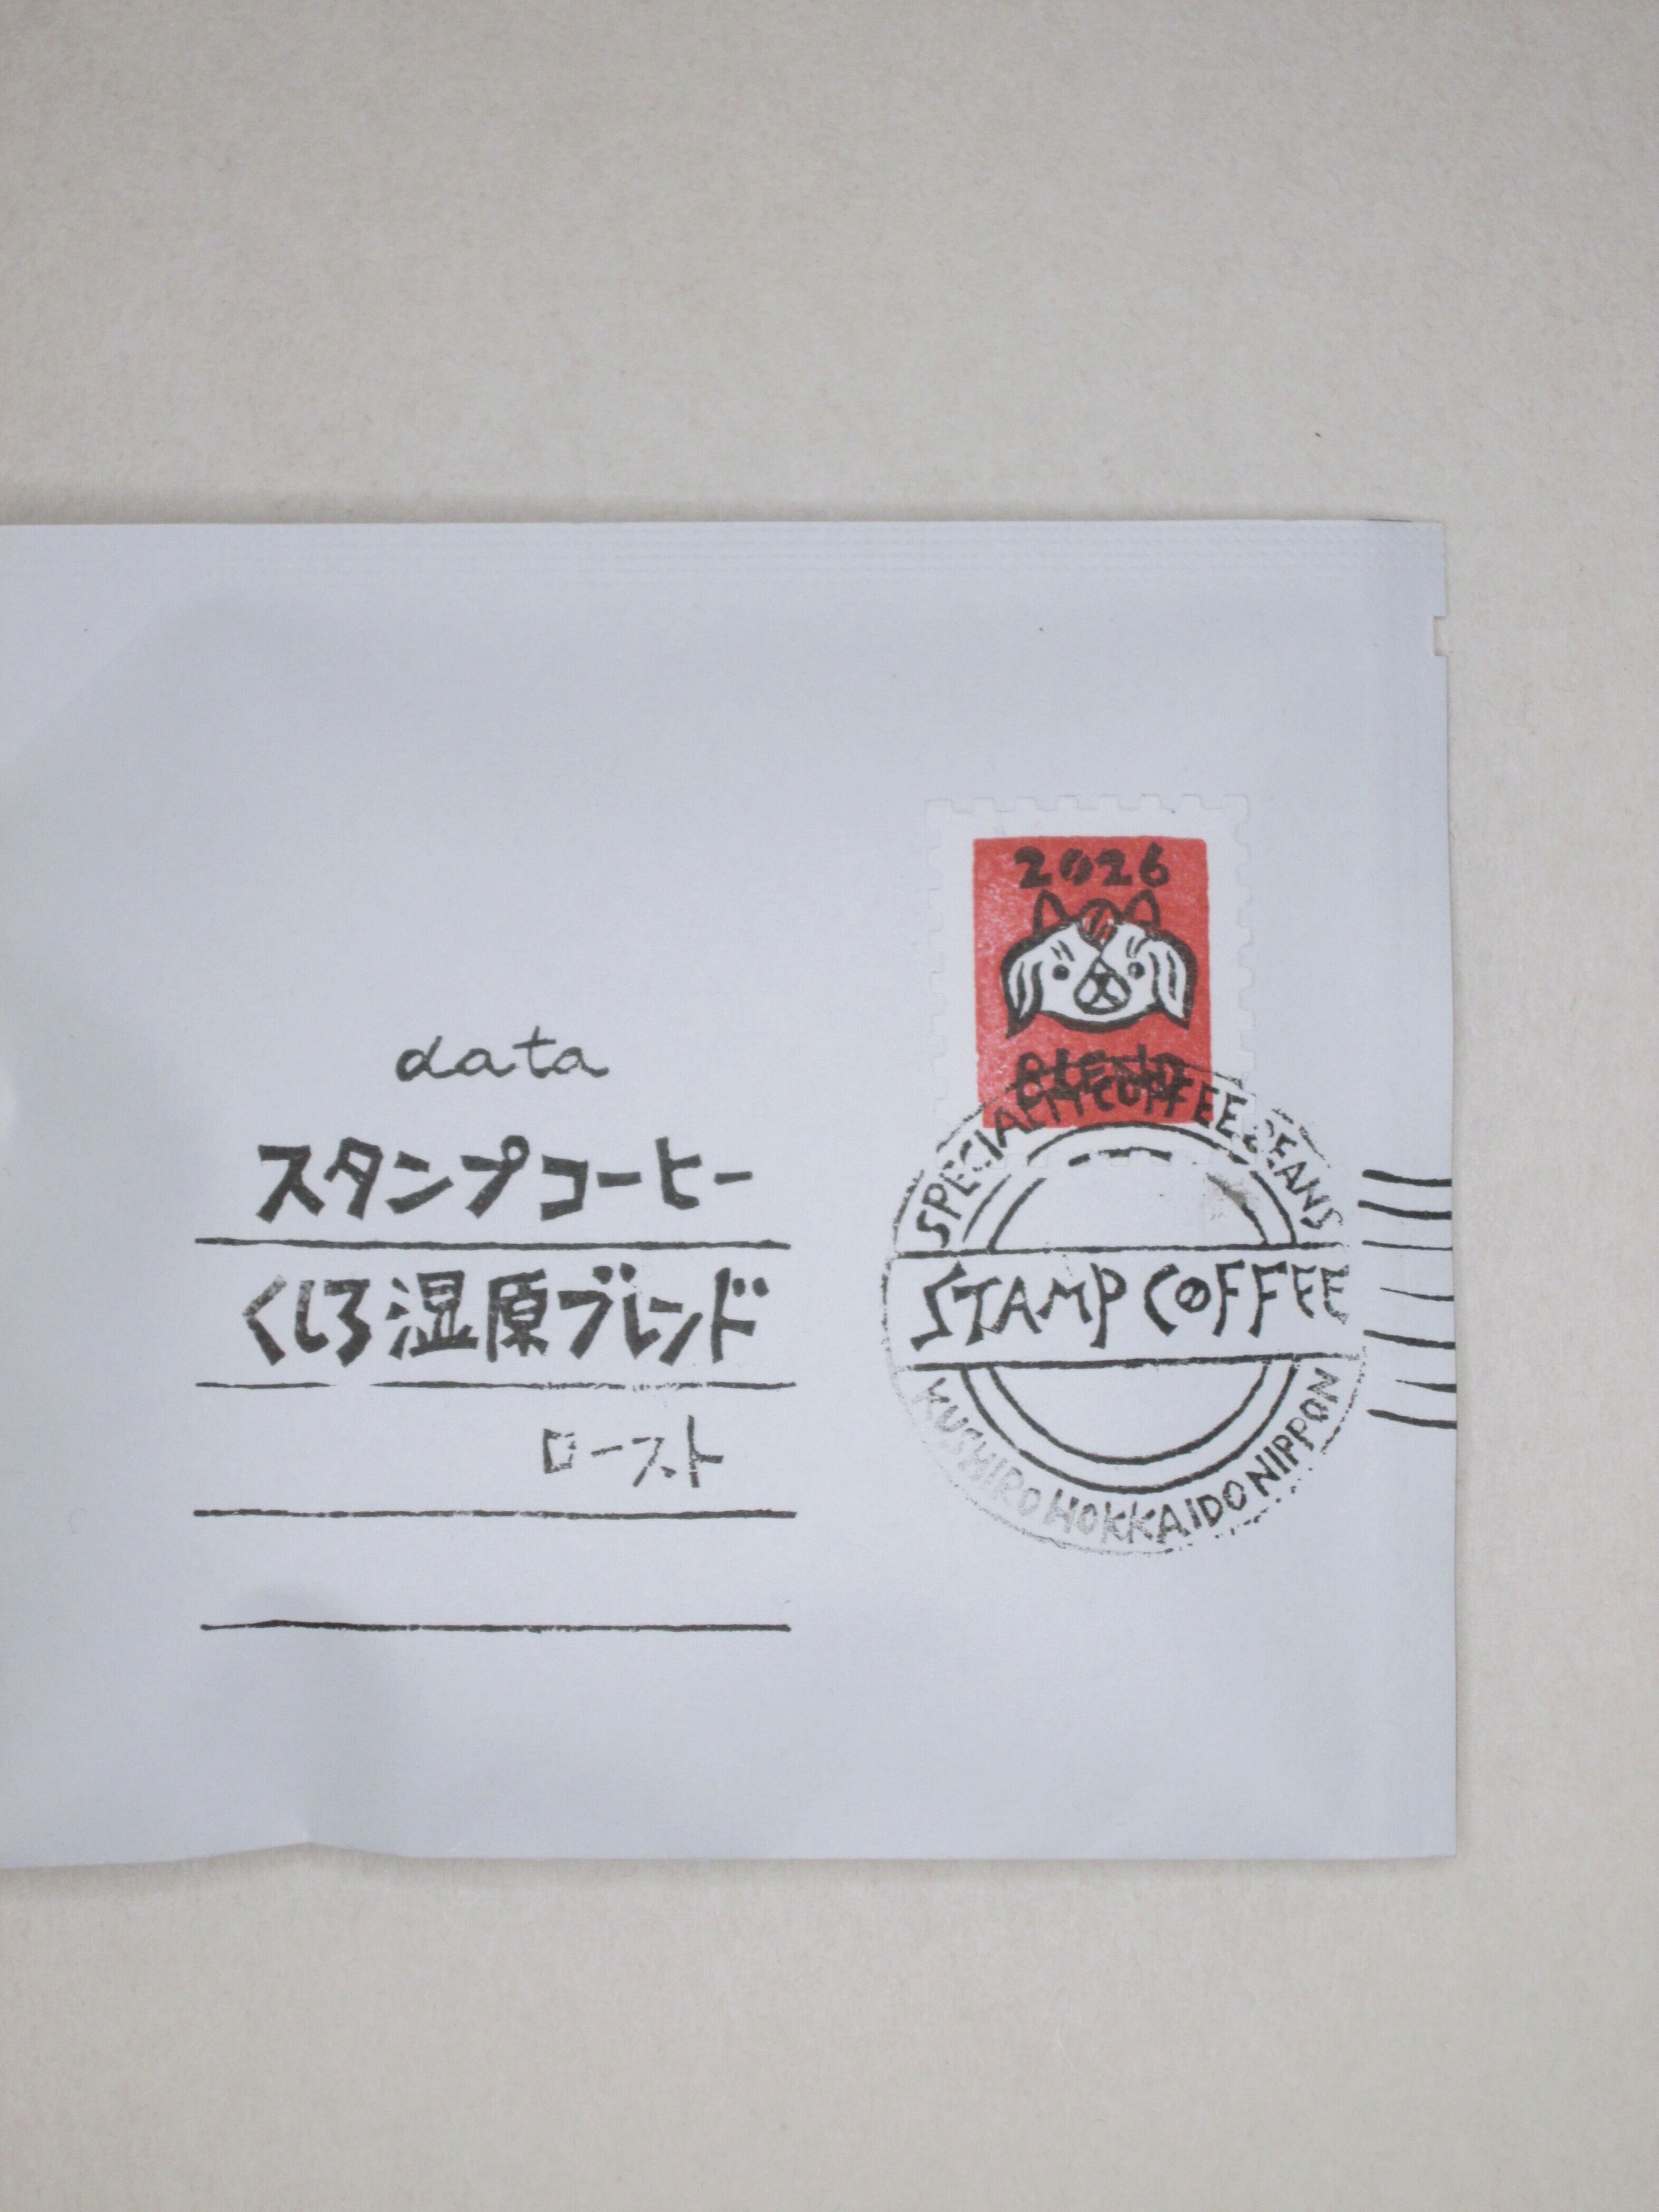 2026
BLEND
data
スタンプコーヒー
くしろ湿原ブレンド
ロースト
SPECIALTY COFFEE BEANS
STAMP COFFEE
KUSHIRO HOKKAIDO NIPPON